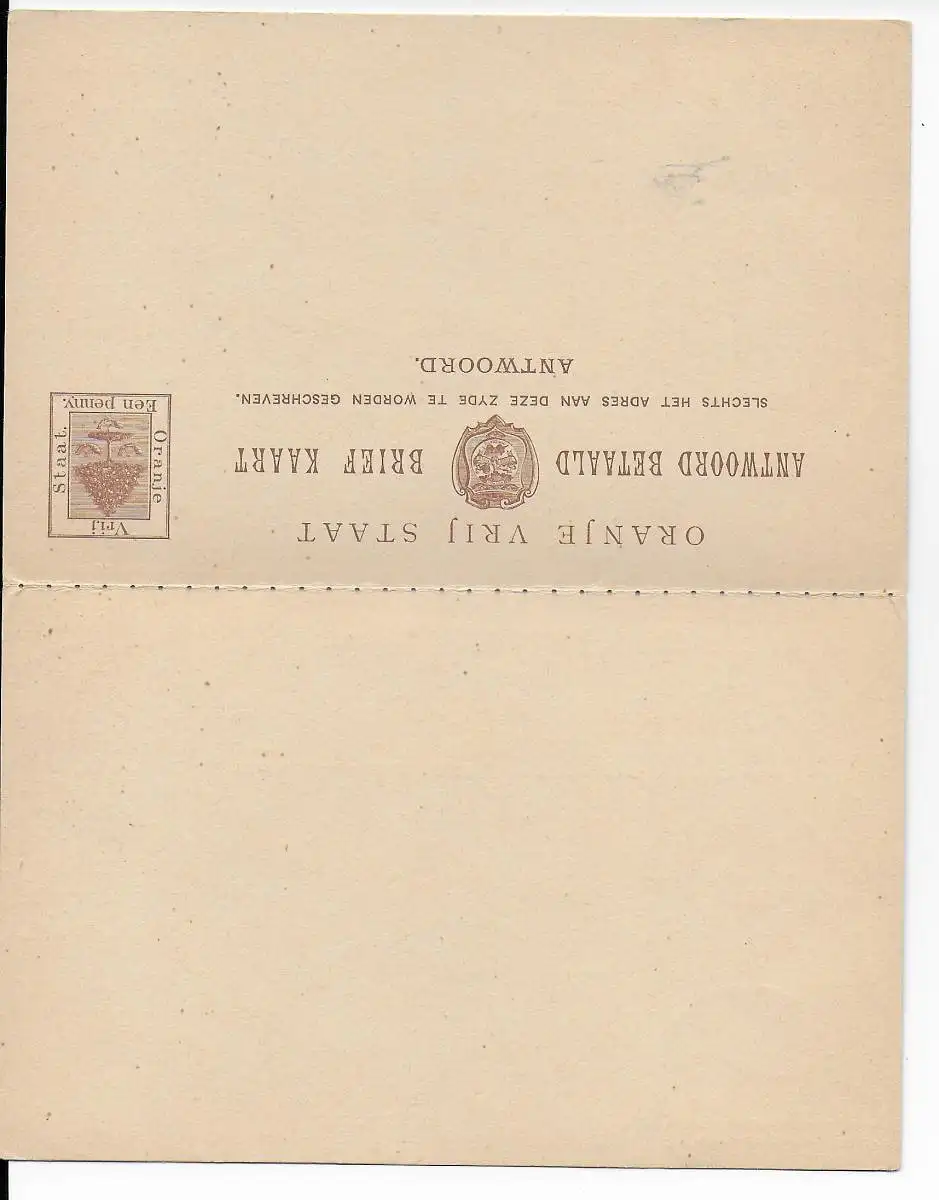 ORANJE VRIJ STAAT
ANTWOORD BETAALD BRIEF KAART
SLECHTS HET ADRES AAN DEZE ZYDE TE WORDEN GESCHREVEN.
ANTWOORD.
Oranje
Vrij
Staat.
Een penny.